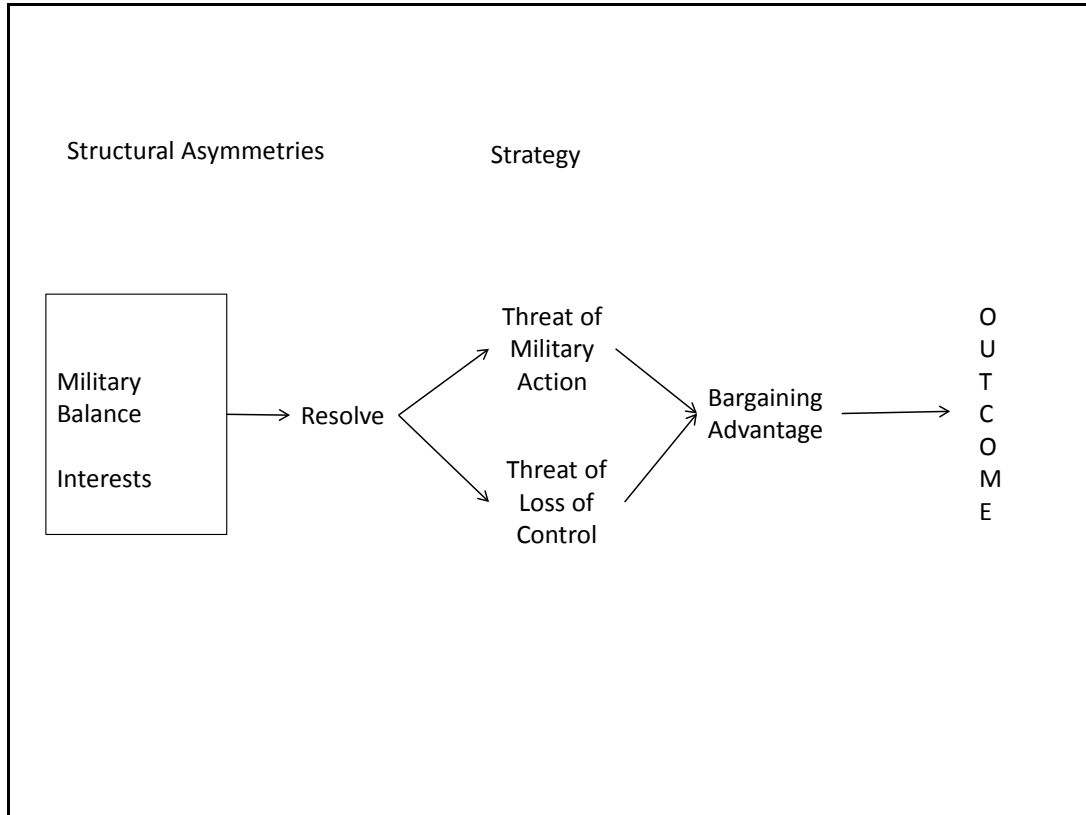 Structural Asymmetries
Strategy
Military
Balance
Interests
Resolve
Threat of
Military
Action
Threat of
Loss of
Control
Bargaining
Advantage
O
U
T
C
O
M
E